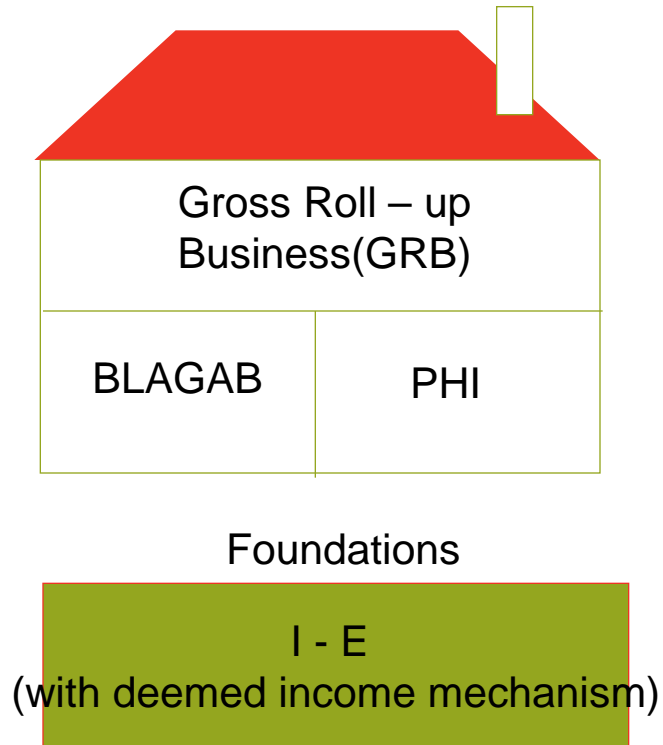 Gross Roll – up
Business(GRB)
BLAGAB
PHI
Foundations
I - E
(with deemed income mechanism)